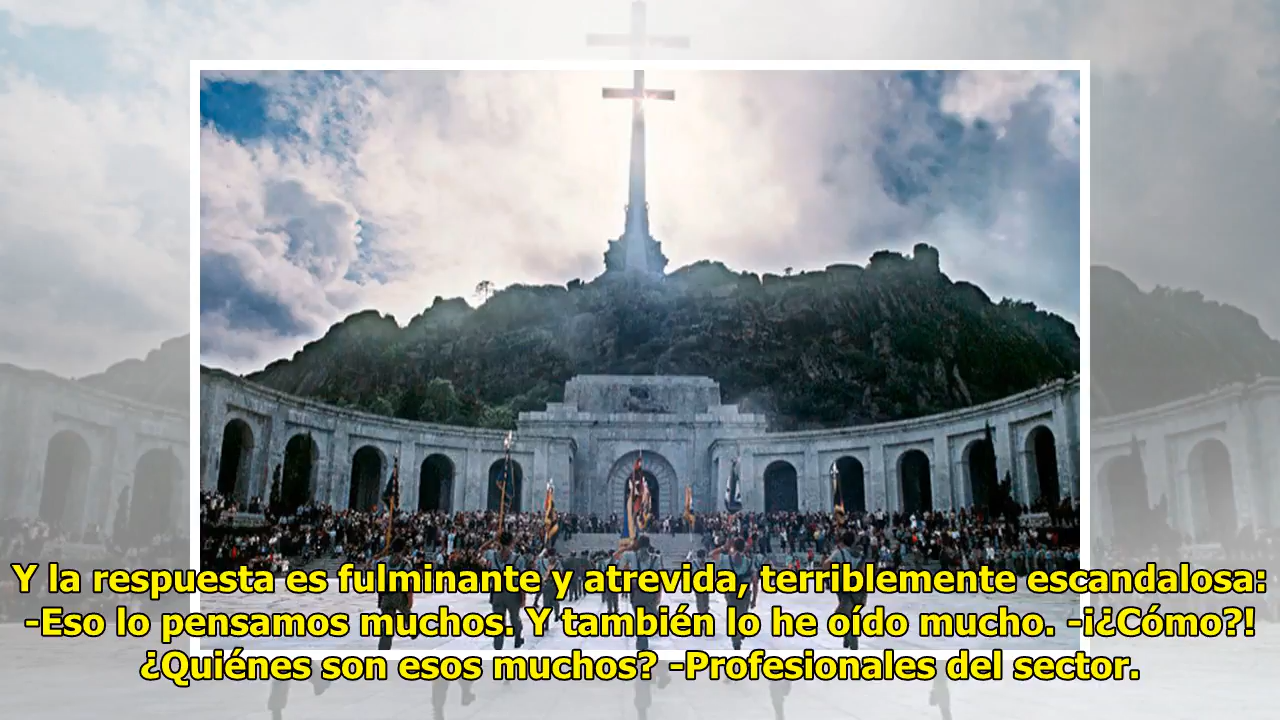 Y la respuesta es fulminante y atrevida, terriblemente escandalosa:
-Eso lo pensamos muchos. Y también lo he oído mucho. -¡¿Cómo?!
¿Quiénes son esos muchos? -Profesionales del sector.